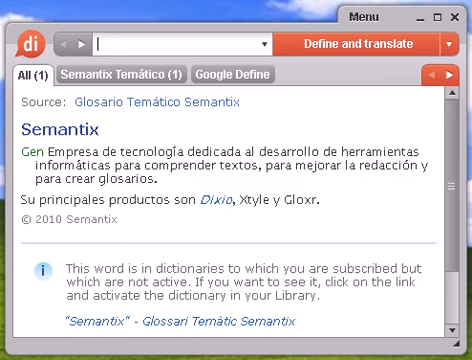 Menu
di
Define and translate
All (1)
Semantix Temático (1)
Google Define
Source: Glosario Temático Semantix
Semantix
Gen Empresa de tecnología dedicada al desarrollo de herramientas
informáticas para comprender textos, para mejorar la redacción y
para crear glosarios.
Su principales productos son Dixio, Xtyle y Gloxr.
© 2010 Semantix
i
This word is in dictionaries to which you are subscribed but
which are not active. If you want to see it, click on the link
and activate the dictionary in your Library.
"Semantix" - Glossari Temàtic Semantix